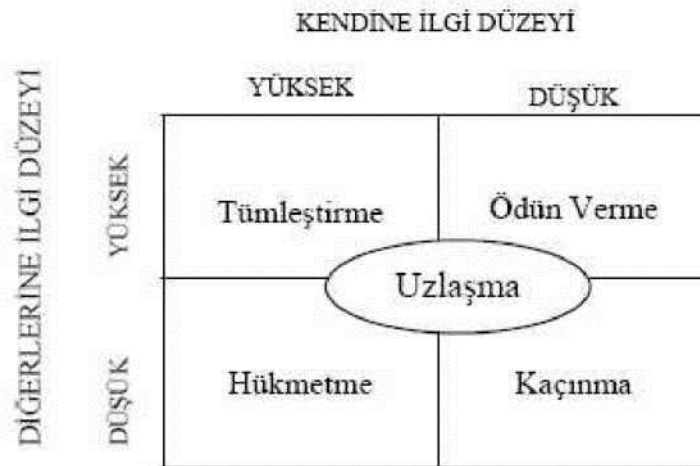 KENDİNE İLGİ DÜZEYİ
YÜKSEK
DÜŞÜK
DİĞERLERİNE İLGİ DÜZEYİ
YÜKSEK
Tümleştirme
Ödün Verme
Uzlaşma
DÜŞÜK
Hükmetme
Kaçınma